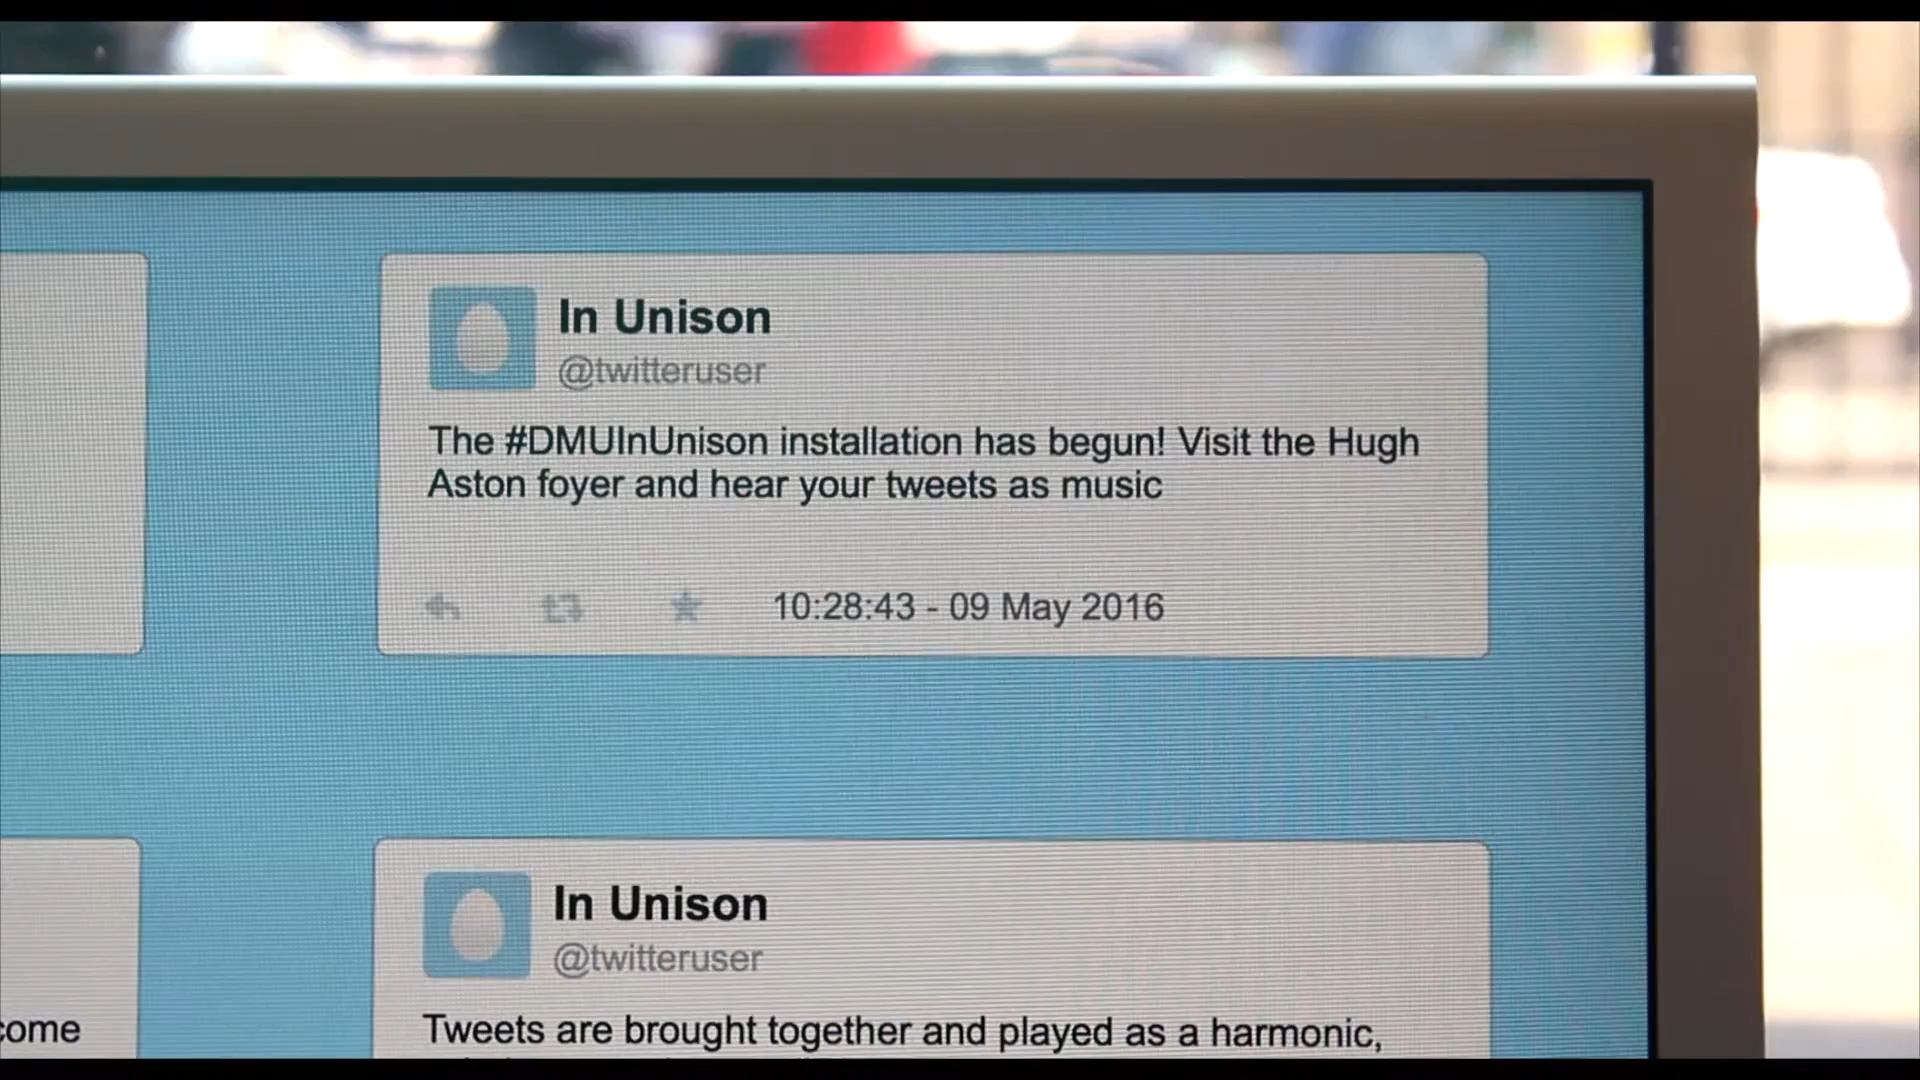 In Unison
@twitteruser
The #DMUInUnison installation has begun! Visit the Hugh
Aston foyer and hear your tweets as music
10:28:43 - 09 May 2016
In Unison
@twitteruser
come
Tweets are brought together and played as a harmonic,